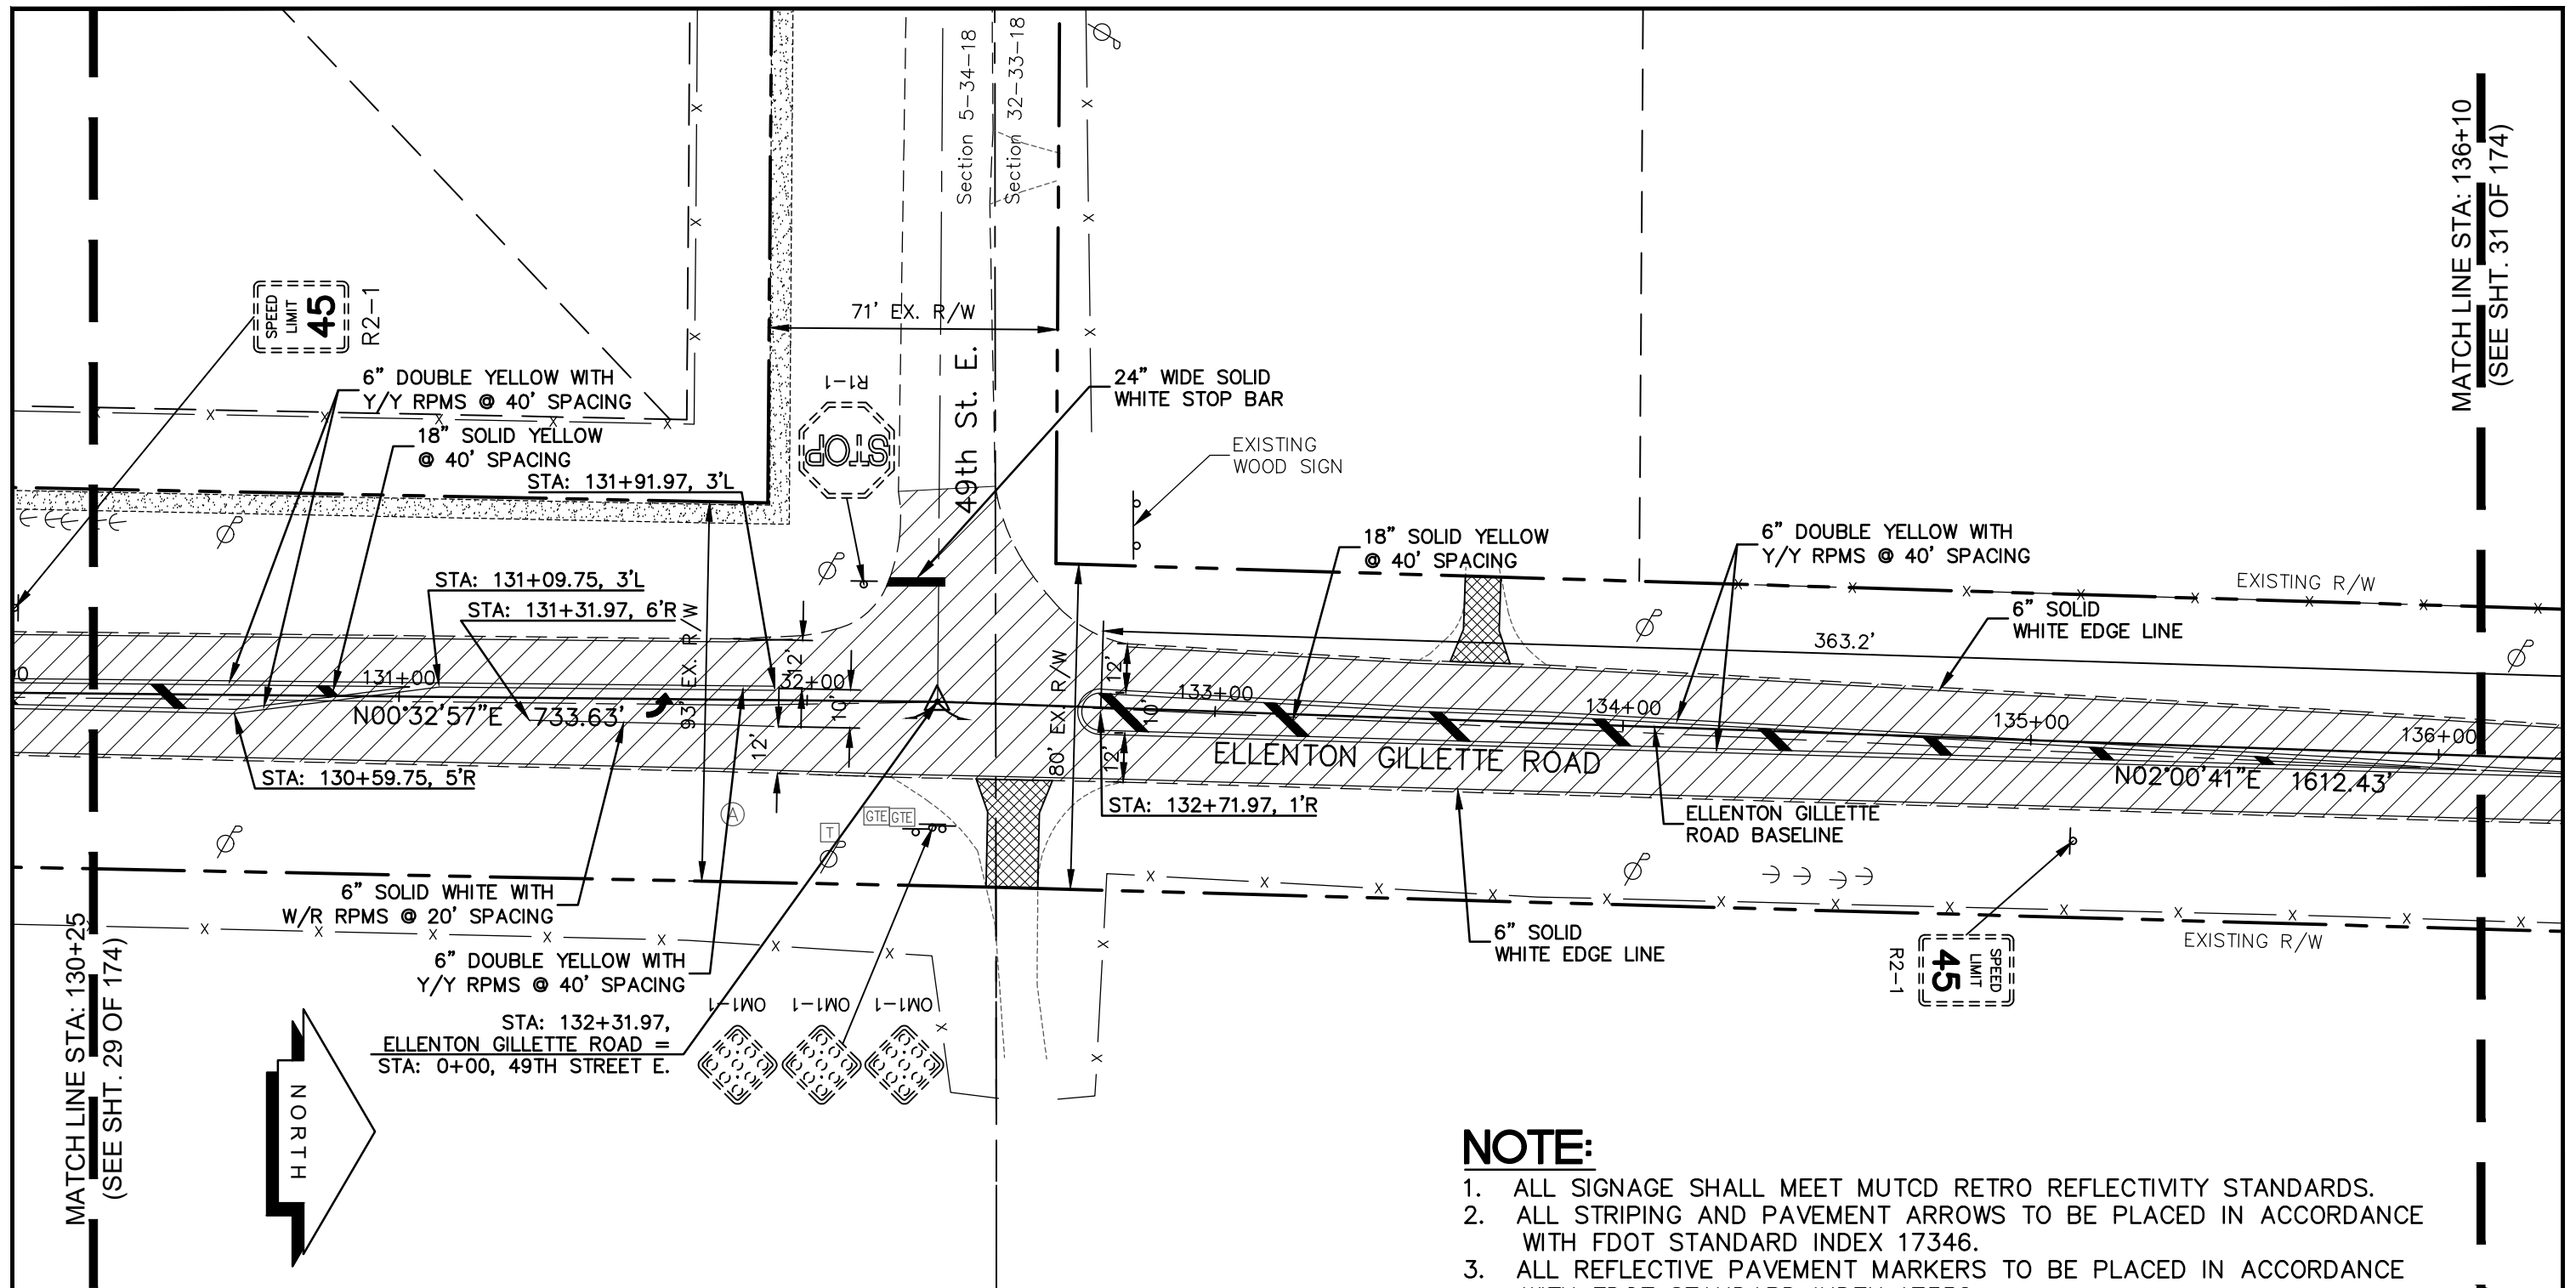 MATCH LINE STA: 130+25
(SEE SHT. 29 OF 174)
MATCH LINE STA: 136+10
(SEE SHT. 31 OF 174)
Section 5-34-18
Section 32-33-18
SPEED
LIMIT
45
R2-1
71' EX. R/W
49th St. E.
R1-1
STOP
6" DOUBLE YELLOW WITH
Y/Y RPMS @ 40' SPACING
18" SOLID YELLOW
@ 40' SPACING
STA: 131+91.97, 3'L
24" WIDE SOLID
WHITE STOP BAR
EXISTING
WOOD SIGN
18" SOLID YELLOW
@ 40' SPACING
6" DOUBLE YELLOW WITH
Y/Y RPMS @ 40' SPACING
EXISTING R/W
6" SOLID
WHITE EDGE LINE
363.2'
STA: 131+09.75, 3'L
STA: 131+31.97, 6'R
93' EX. R/W
80' EX. R/W
12'
12'
10'
12'
10'
12'
131+00
32+00
133+00
134+00
135+00
136+00
N00°32'57"E 733.63'
ELLENTON GILLETTE ROAD
N02°00'41"E 1612.43'
STA: 130+59.75, 5'R
STA: 132+71.97, 1'R
ELLENTON GILLETTE
ROAD BASELINE
A
T
GTE GTE
6" SOLID WHITE WITH
W/R RPMS @ 20' SPACING
6" DOUBLE YELLOW WITH
Y/Y RPMS @ 40' SPACING
6" SOLID
WHITE EDGE LINE
EXISTING R/W
SPEED
LIMIT
45
R2-1
OM1-1 OM1-1 OM1-1
STA: 132+31.97,
ELLENTON GILLETTE ROAD =
STA: 0+00, 49TH STREET E.
NORTH
NOTE:
1. ALL SIGNAGE SHALL MEET MUTCD RETRO REFLECTIVITY STANDARDS.
2. ALL STRIPING AND PAVEMENT ARROWS TO BE PLACED IN ACCORDANCE
WITH FDOT STANDARD INDEX 17346.
3. ALL REFLECTIVE PAVEMENT MARKERS TO BE PLACED IN ACCORDANCE